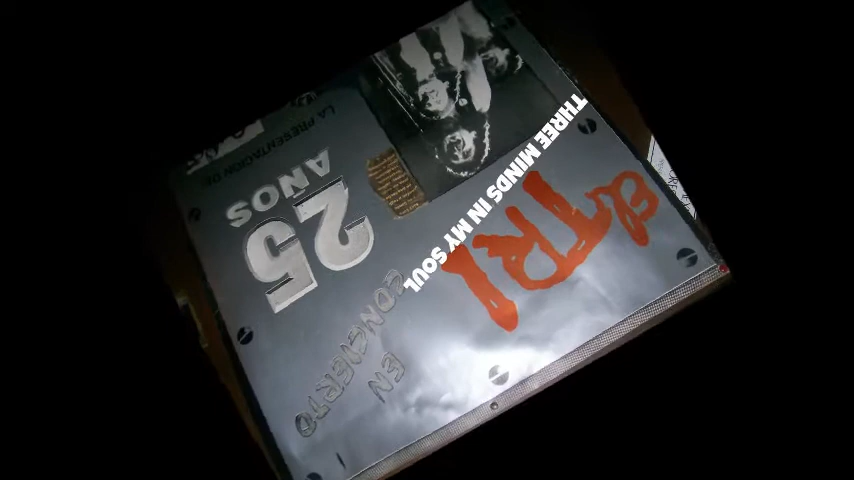 El TRI
THREE MINDS IN MY SOUL
EN
CONCIERTO
25
AÑOS
LA PRESENTACION DE: